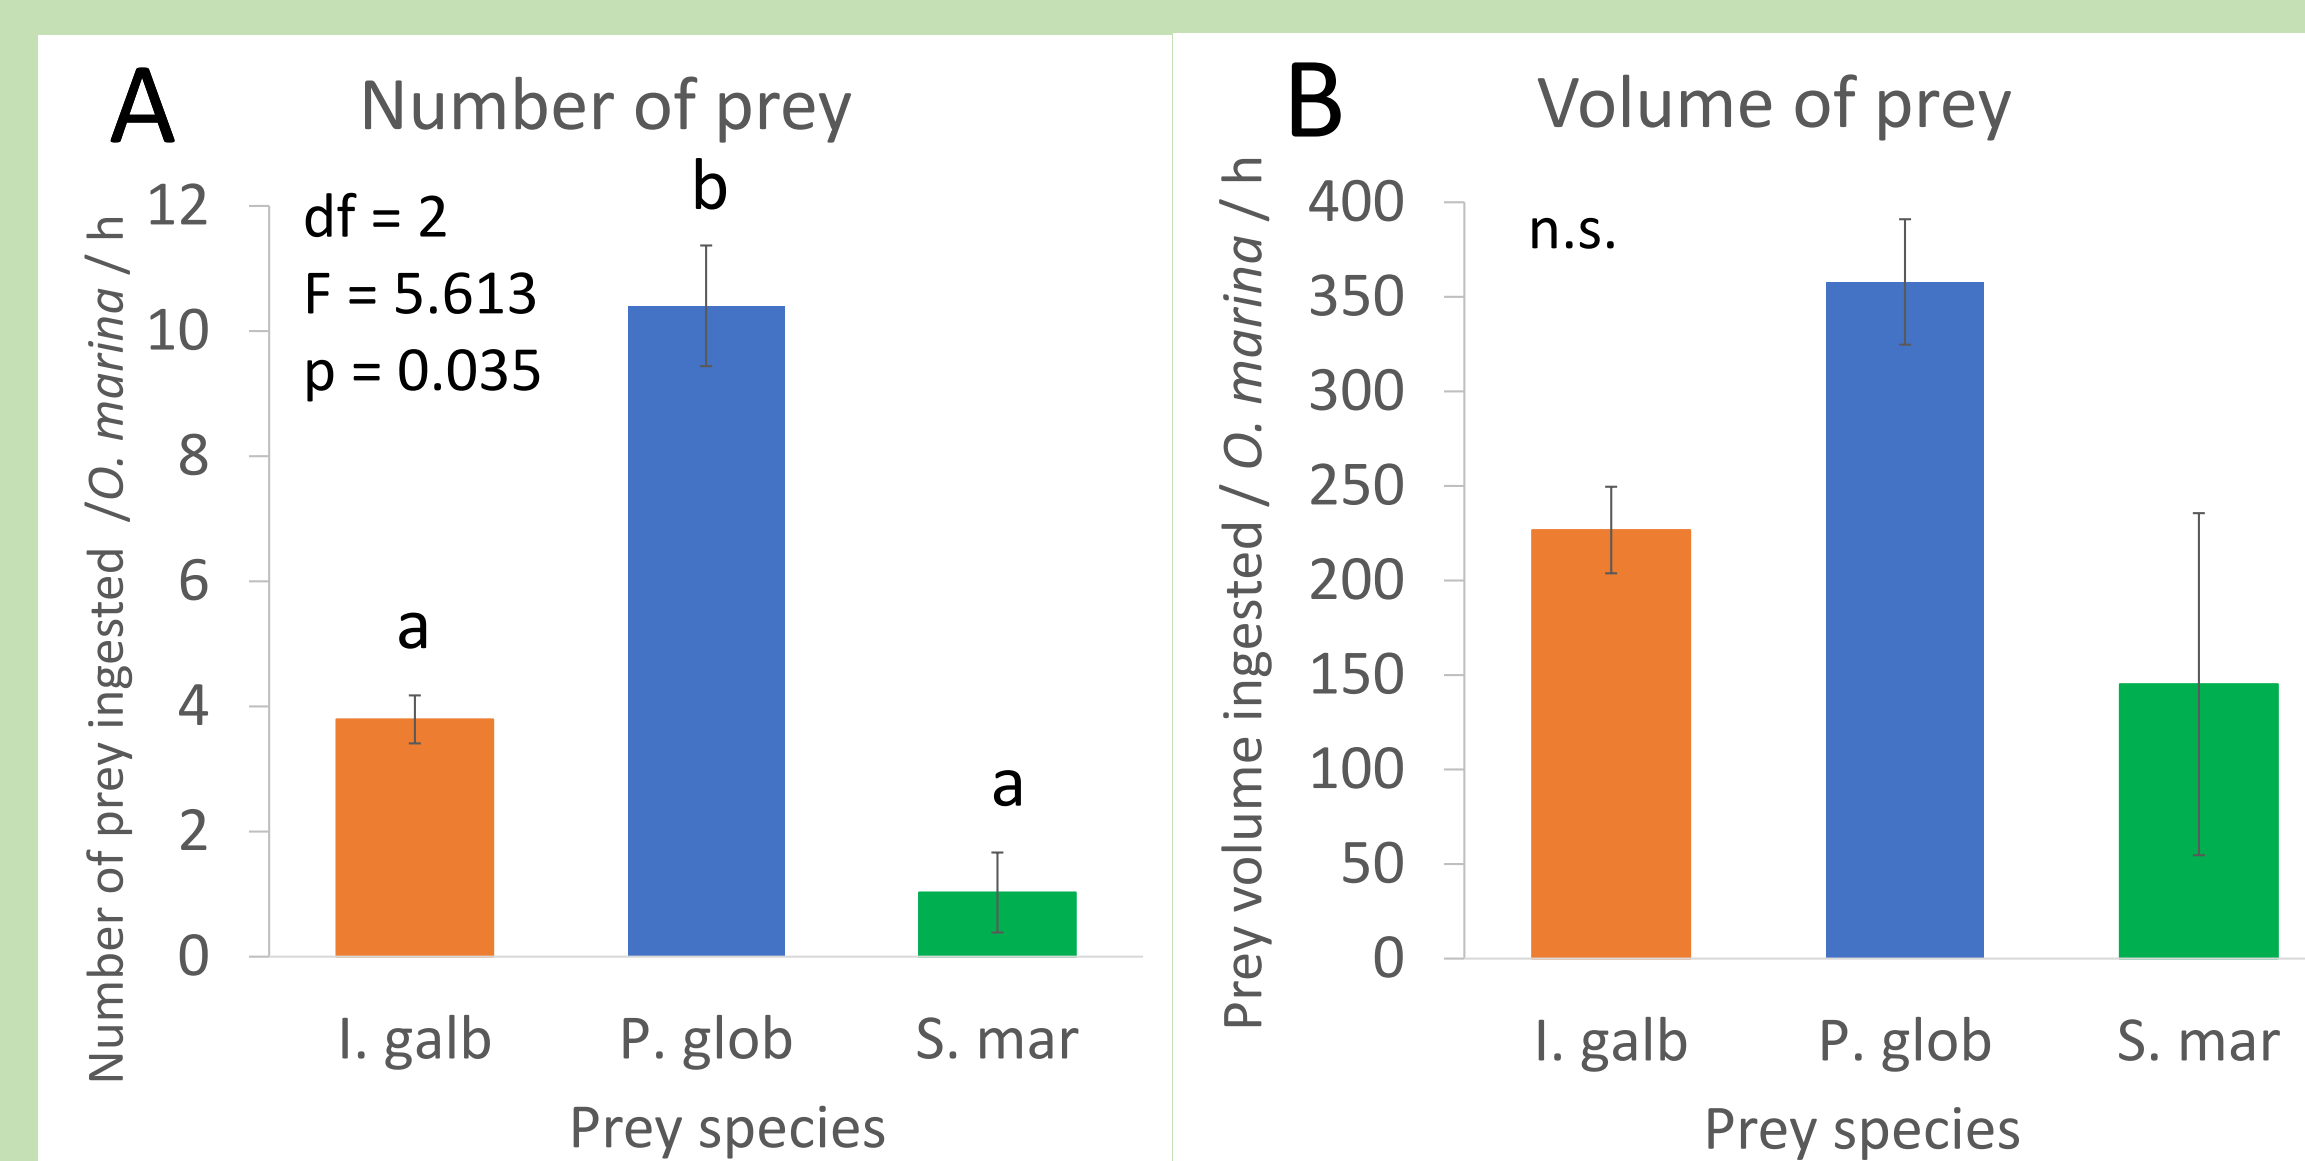 A
Number of prey
Number of prey ingested / O. marina / h
12
10
8
6
4
2
0
df = 2
F = 5.613
p = 0.035
a
b
a
I. galb
P. glob
S. mar
Prey species
B
Volume of prey
Prey volume ingested / O. marina / h
400
350
300
250
200
150
100
50
0
n.s.
I. galb
P. glob
S. mar
Prey species